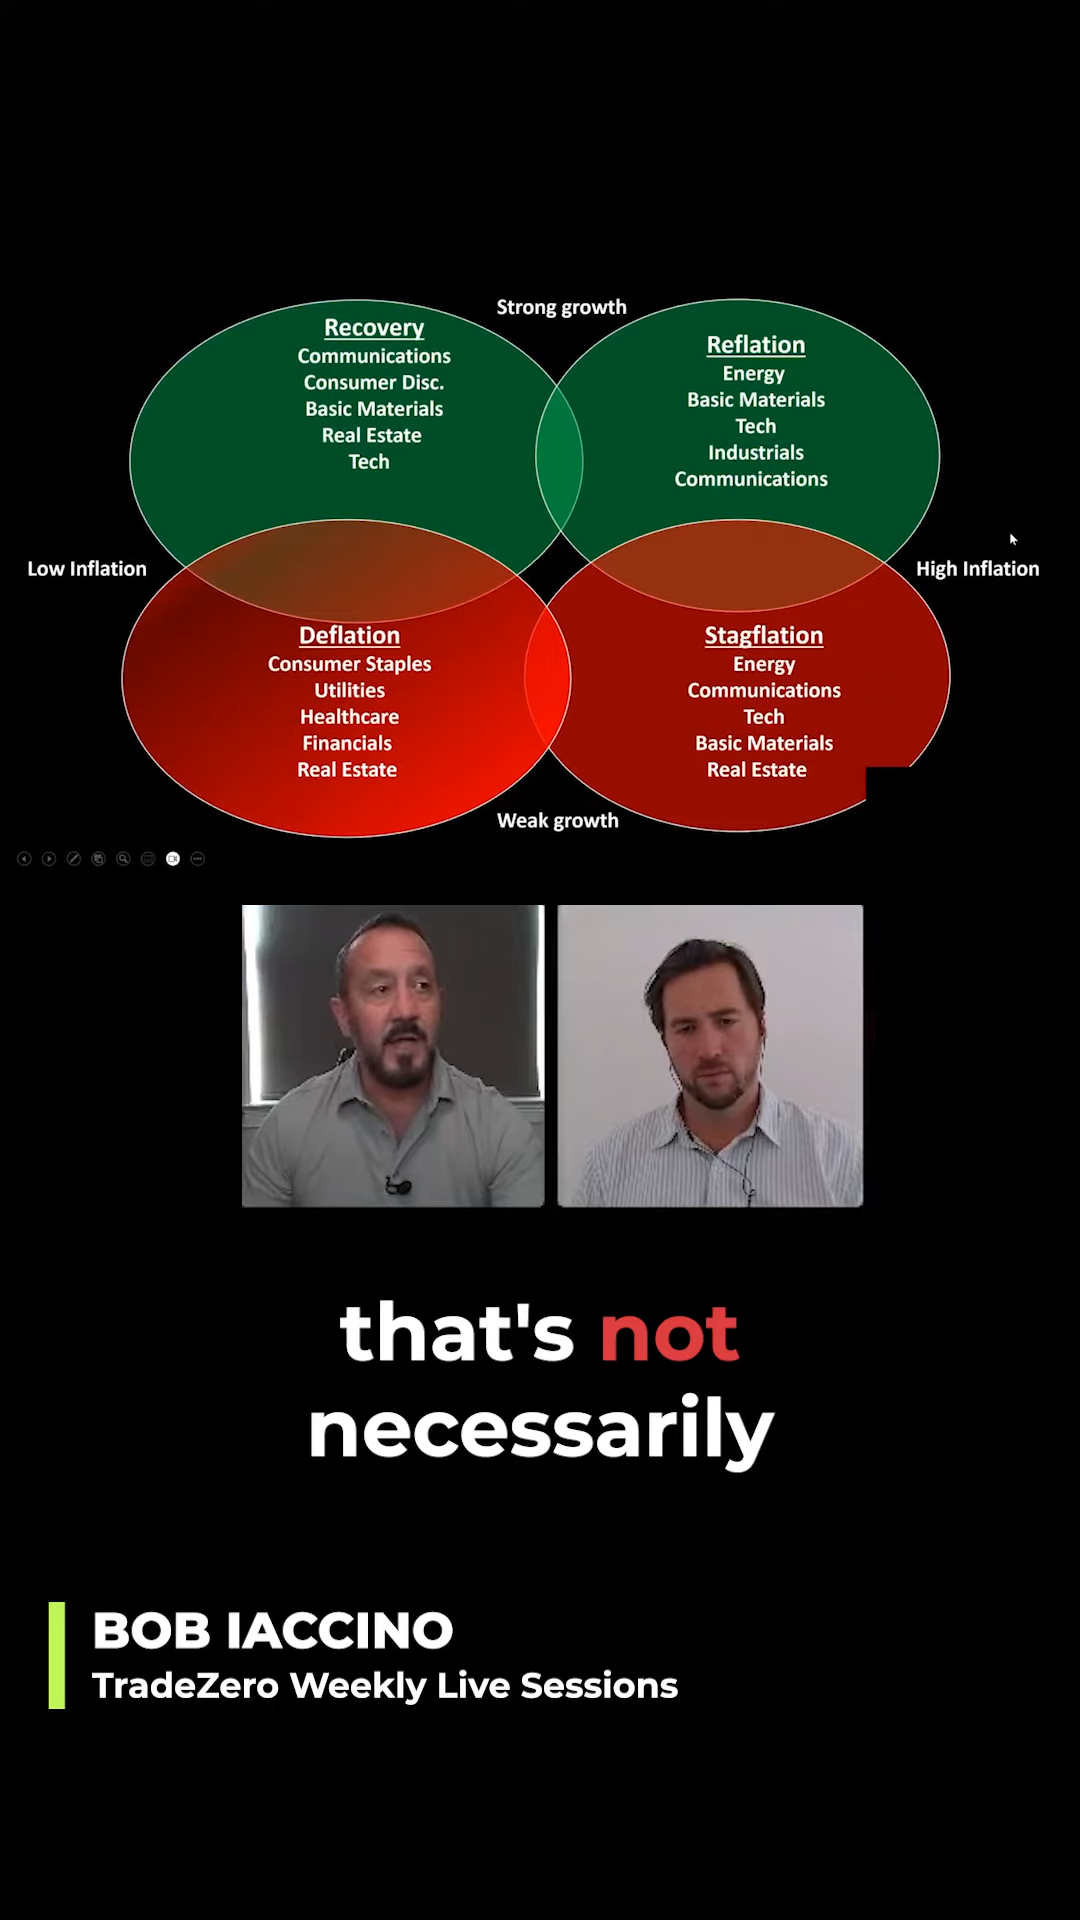 Strong growth
Recovery
Communications
Consumer Disc.
Basic Materials
Real Estate
Tech
Reflation
Energy
Basic Materials
Tech
Industrials
Communications
Low Inflation
High Inflation
Deflation
Consumer Staples
Utilities
Healthcare
Financials
Real Estate
Stagflation
Energy
Communications
Tech
Basic Materials
Real Estate
Weak growth
that's not
necessarily
BOB IACCINO
TradeZero Weekly Live Sessions